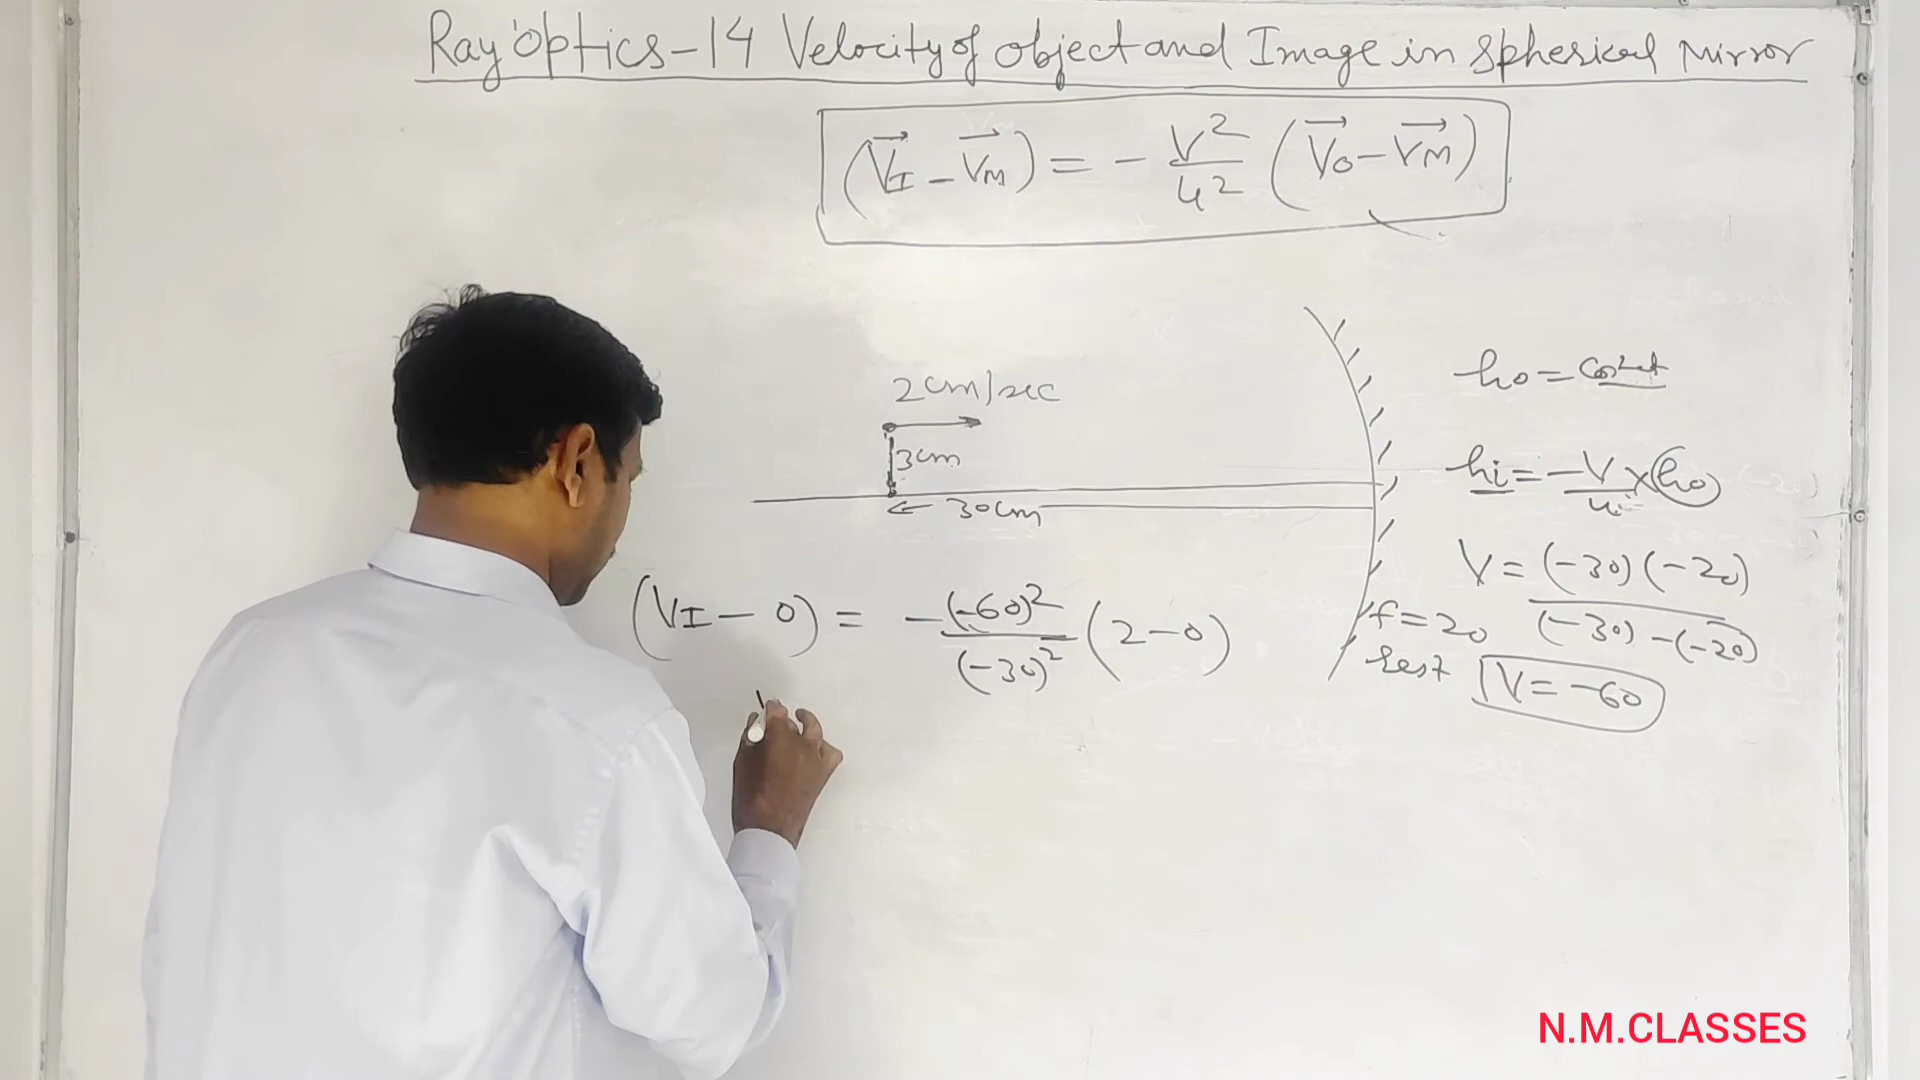 Ray Optics-14 Velocity of object and Image in Spherical Mirror
(V⃗I - V⃗M) = - V²/u² (V⃗O - V⃗M)
2cm/sec
3cm
← 30cm
ho = Const
hi = -V/u × ho
V = (-30)(-20)/(-30)-(-20)
(VI - 0) = -(-60)²/(-30)² (2-0)
f = 20
rest
V = -60
N.M.CLASSES